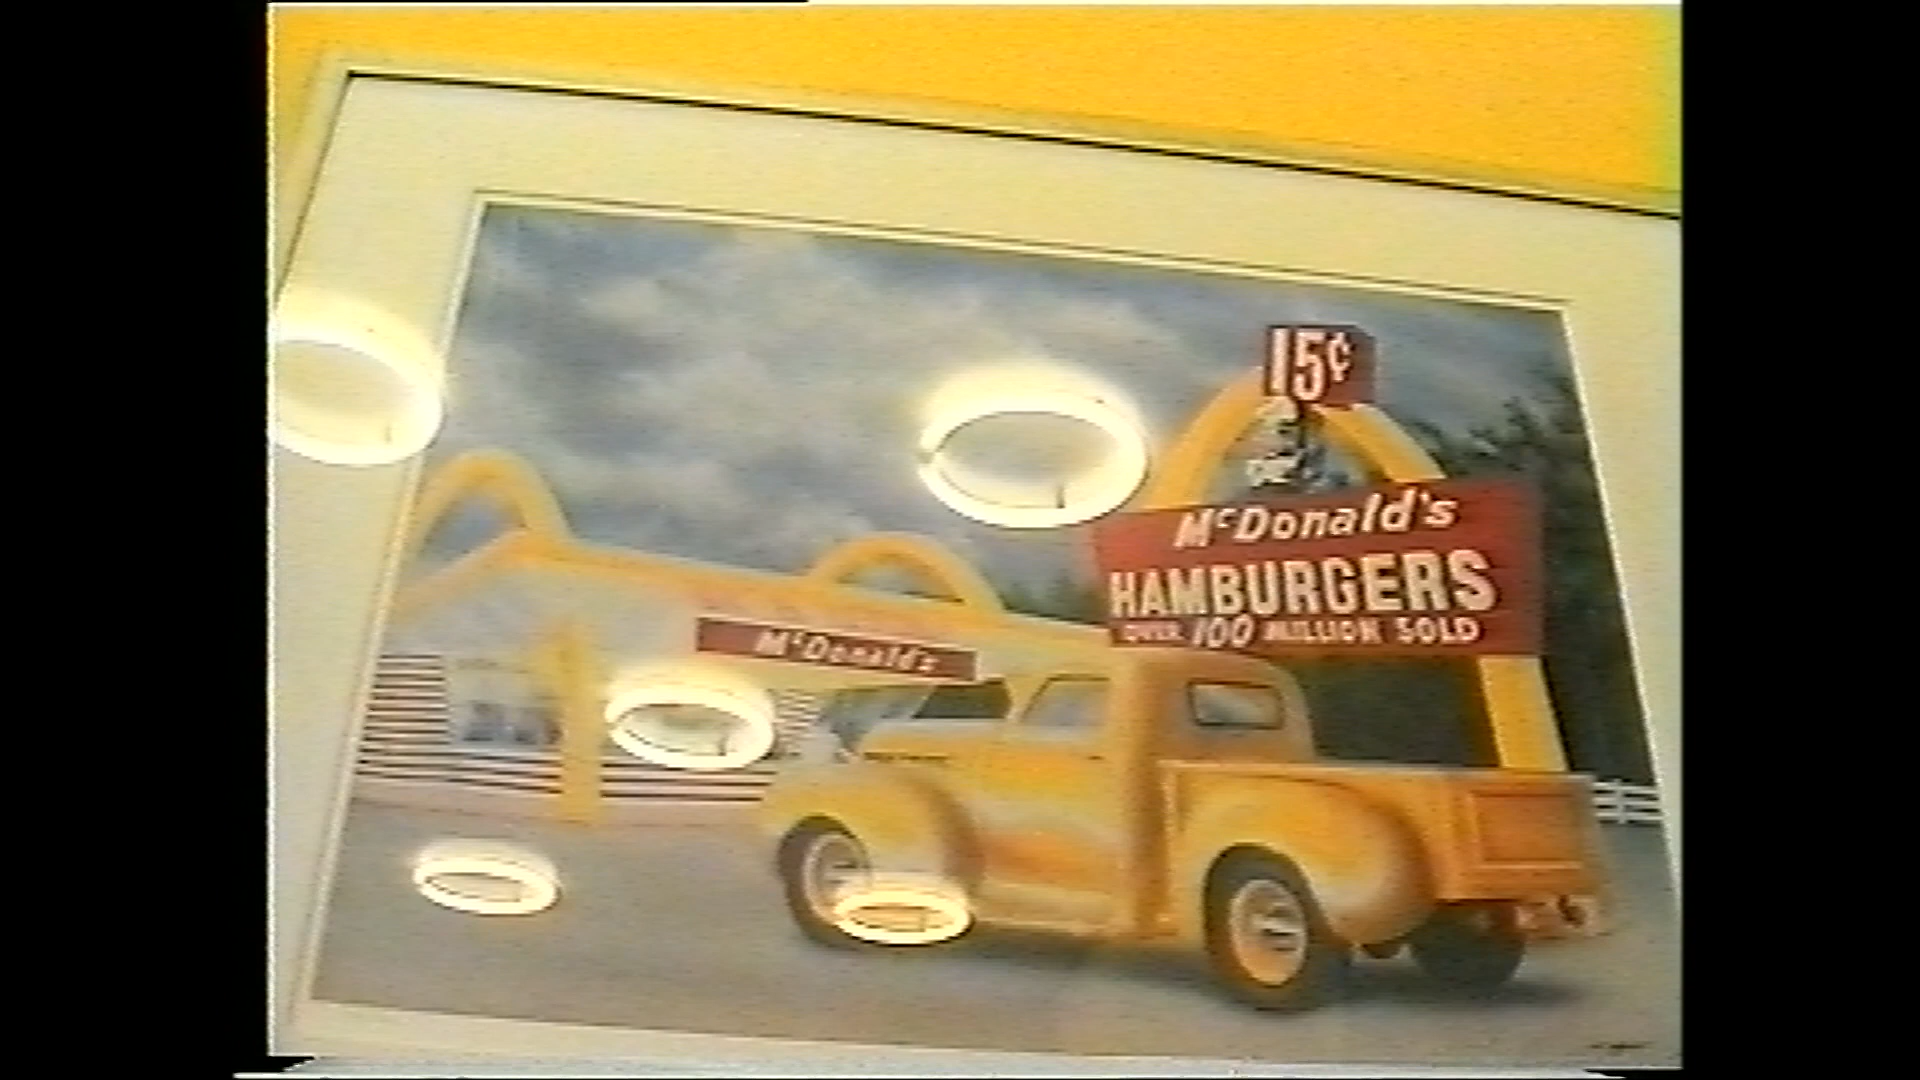 15¢
McDonald's
HAMBURGERS
OVER 100 MILLION SOLD
McDonald's